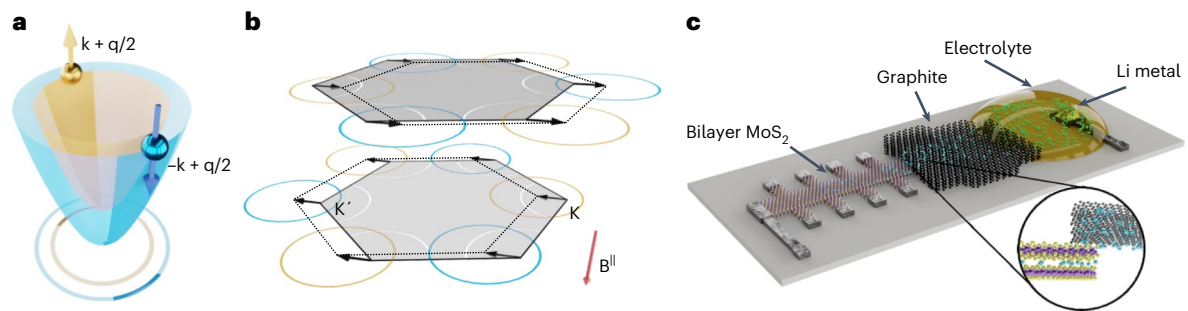 a
k + q/2
–k + q/2
b
K´
K
B||
c
Electrolyte
Graphite
Li metal
Bilayer MoS2